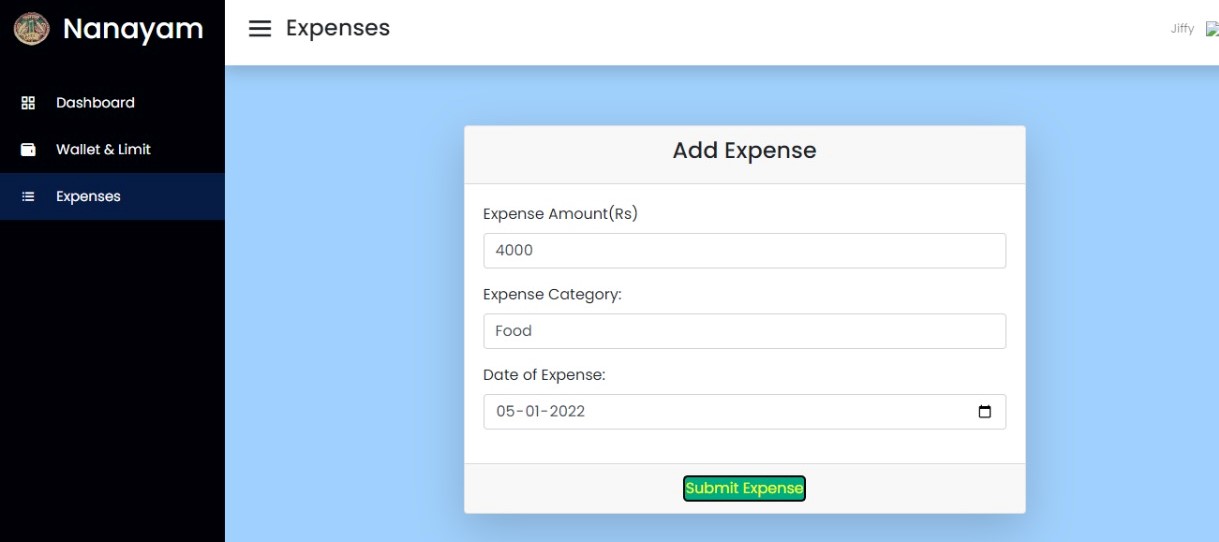 Nanayam
Expenses
Jiffy
Dashboard
Wallet & Limit
Expenses
Add Expense
Expense Amount(Rs)
4000
Expense Category:
Food
Date of Expense:
05-01-2022
Submit Expense